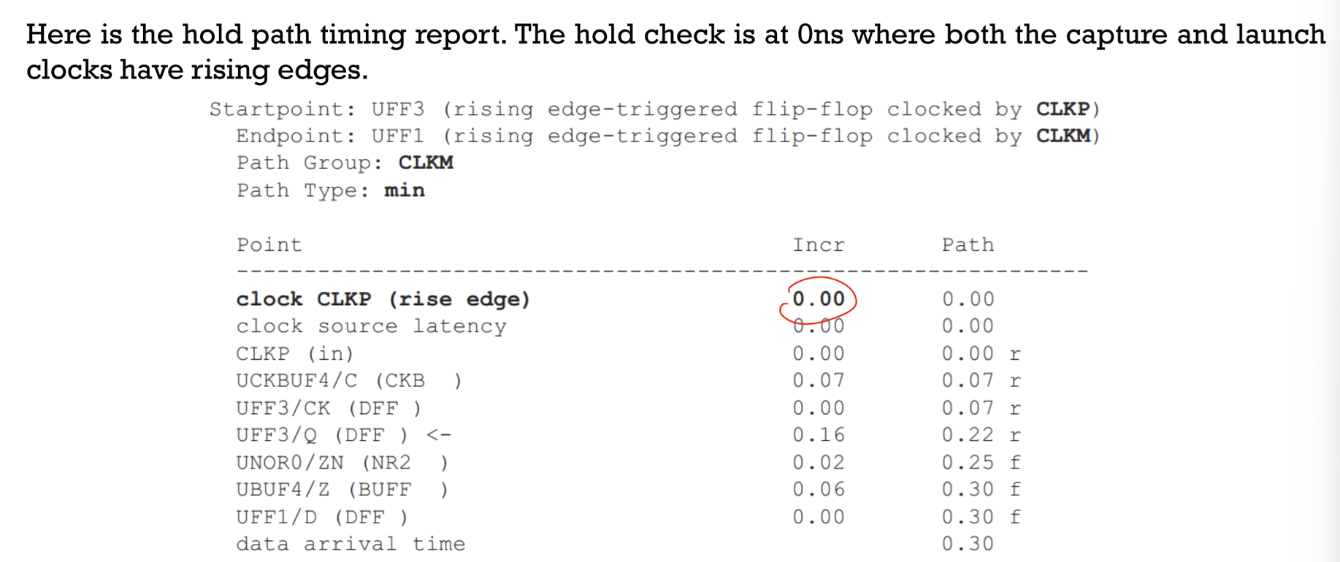 Here is the hold path timing report. The hold check is at 0ns where both the capture and launch
clocks have rising edges.
Startpoint: UFF3 (rising edge-triggered flip-flop clocked by CLKP)
Endpoint: UFF1 (rising edge-triggered flip-flop clocked by CLKM)
Path Group: CLKM
Path Type: min
Point Incr Path
------------------------------------------------------------
clock CLKP (rise edge) 0.00 0.00
clock source latency 0.00 0.00
CLKP (in) 0.00 0.00 r
UCKBUF4/C (CKB ) 0.07 0.07 r
UFF3/CK (DFF ) 0.00 0.07 r
UFF3/Q (DFF ) <- 0.16 0.22 r
UNOR0/ZN (NR2 ) 0.02 0.25 f
UBUF4/Z (BUFF ) 0.06 0.30 f
UFF1/D (DFF ) 0.00 0.30 f
data arrival time 0.30